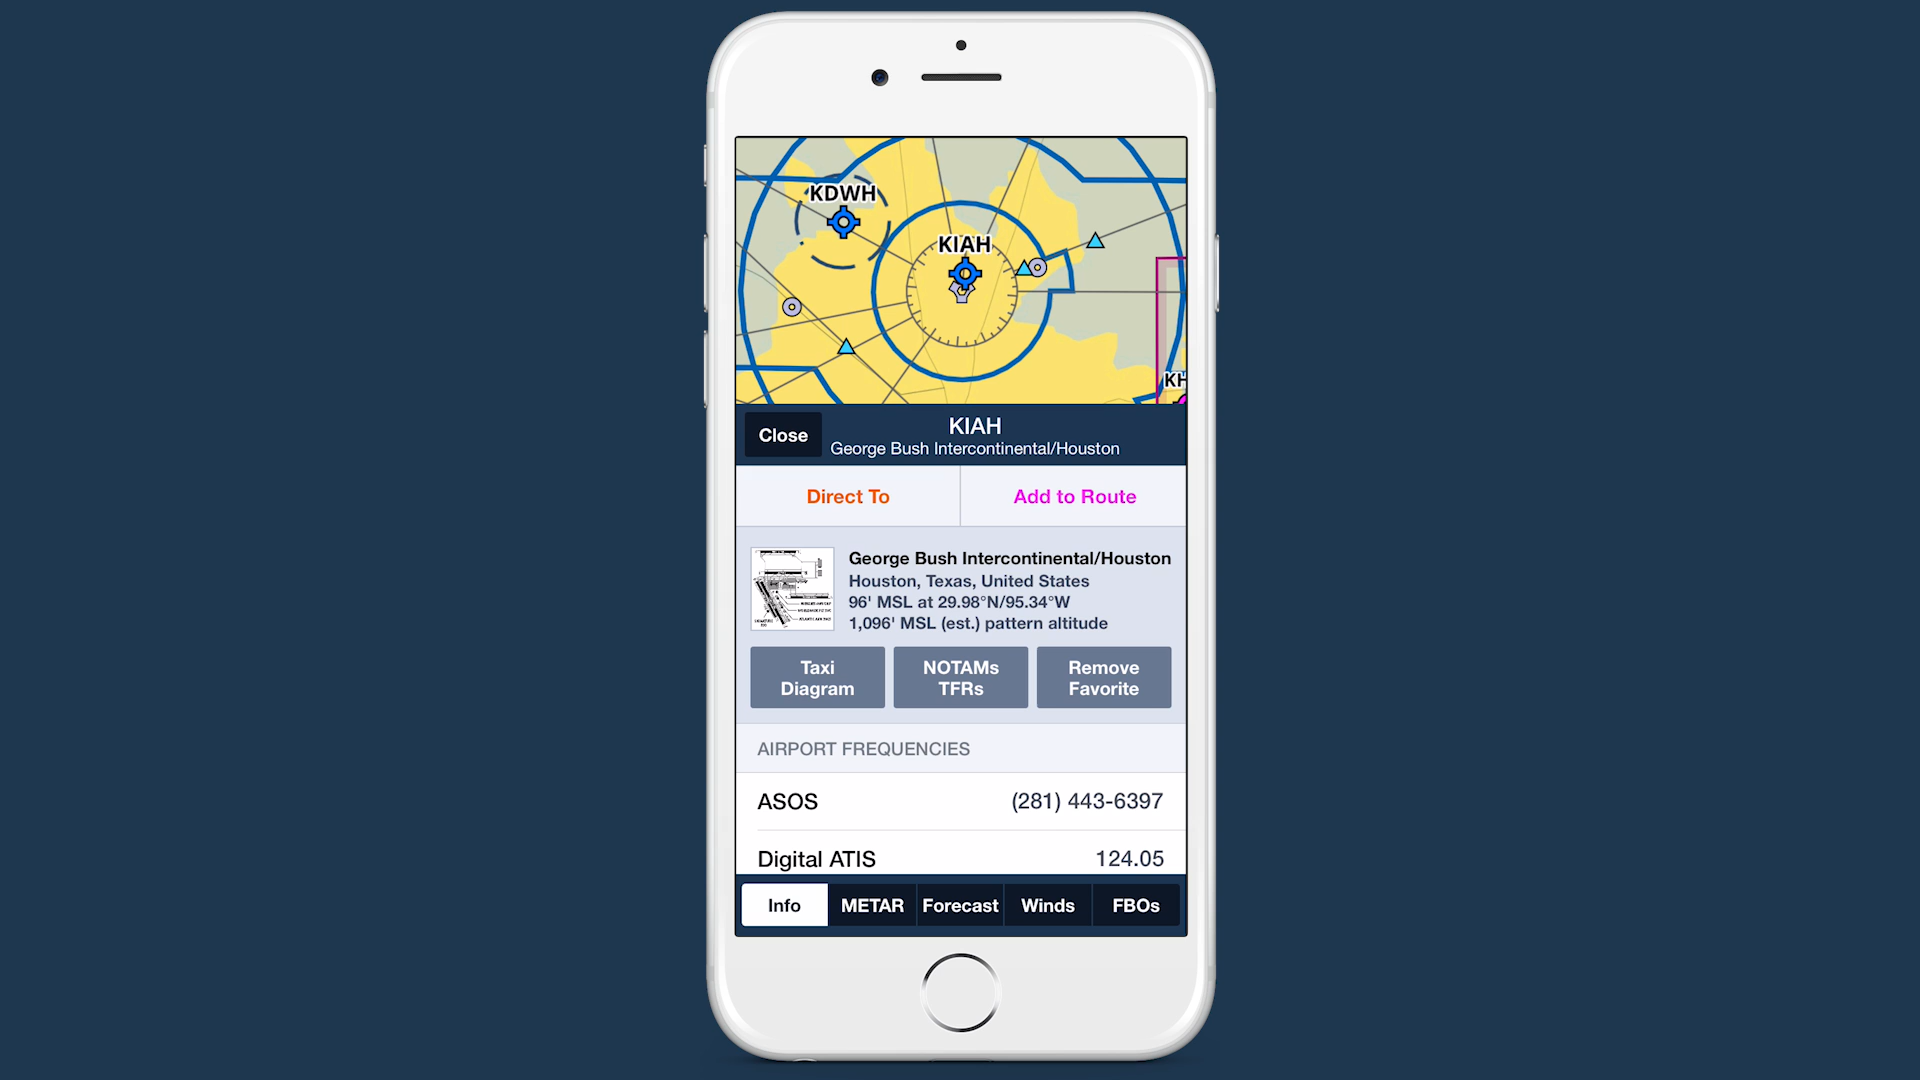 KDWH
KIAH
KH
Close
KIAH
George Bush Intercontinental/Houston
Direct To
Add to Route
George Bush Intercontinental/Houston
Houston, Texas, United States
96' MSL at 29.98°N/95.34°W
1,096' MSL (est.) pattern altitude
Taxi
Diagram
NOTAMs
TFRs
Remove
Favorite
AIRPORT FREQUENCIES
ASOS
(281) 443-6397
Digital ATIS
124.05
Info
METAR
Forecast
Winds
FBOs